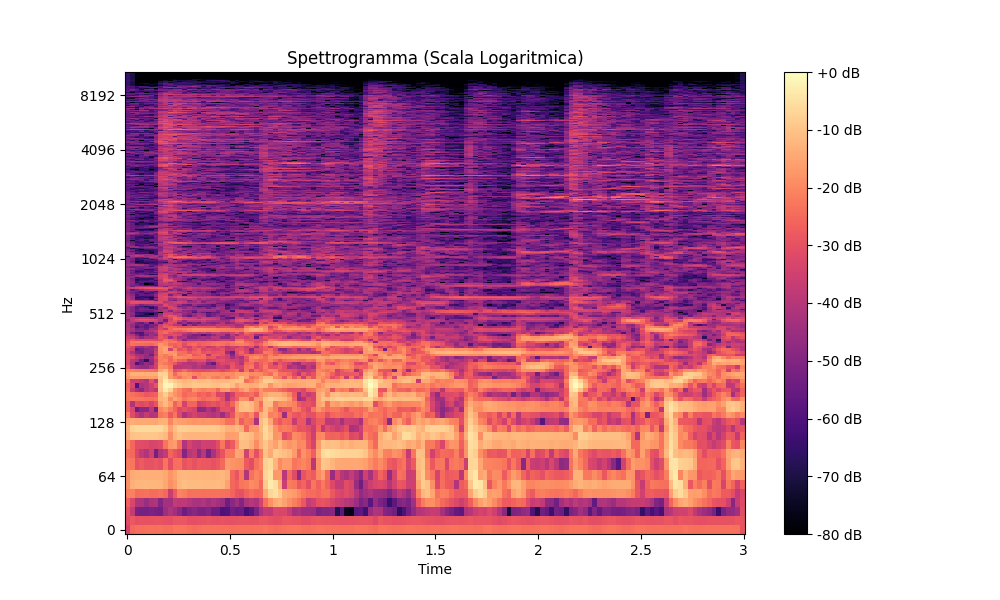 Spettrogramma (Scala Logaritmica)
Hz
8192
4096
2048
1024
512
256
128
64
0
0 0.5 1 1.5 2 2.5 3
Time
+0 dB
-10 dB
-20 dB
-30 dB
-40 dB
-50 dB
-60 dB
-70 dB
-80 dB